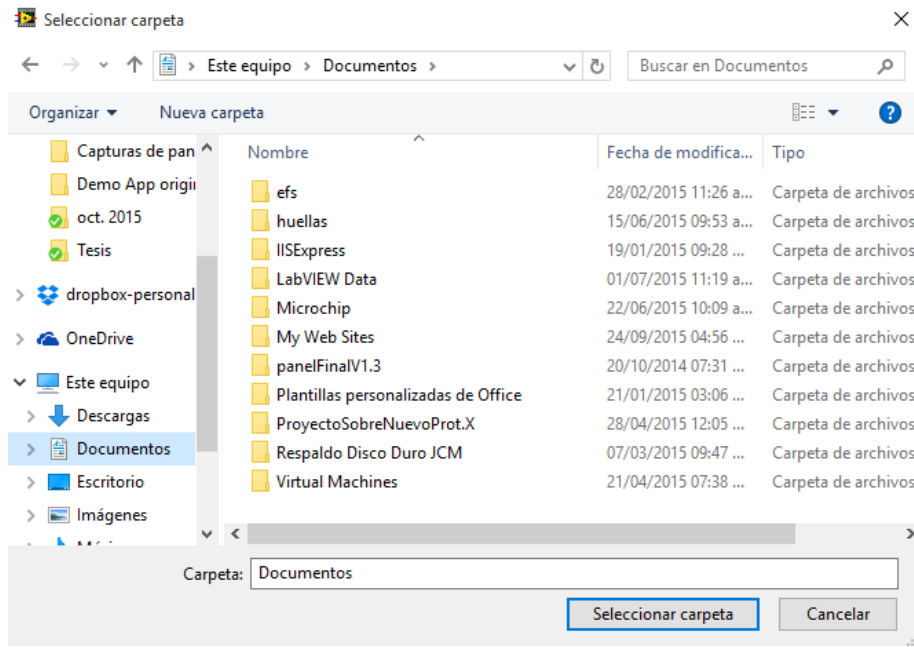 Seleccionar carpeta
Este equipo > Documentos >
Buscar en Documentos
Organizar
Nueva carpeta
Capturas de pan
Demo App origin
oct. 2015
Tesis
dropbox-personal
OneDrive
Este equipo
Descargas
Documentos
Escritorio
Imágenes
Nombre Fecha de modifica... Tipo
efs 28/02/2015 11:26 a... Carpeta de archivos
huellas 15/06/2015 09:53 a... Carpeta de archivos
IISExpress 19/01/2015 09:28 ... Carpeta de archivos
LabVIEW Data 01/07/2015 11:19 a... Carpeta de archivos
Microchip 22/06/2015 10:09 a... Carpeta de archivos
My Web Sites 24/09/2015 04:56 ... Carpeta de archivos
panelFinalV1.3 20/10/2014 07:31 ... Carpeta de archivos
Plantillas personalizadas de Office 21/01/2015 03:06 ... Carpeta de archivos
ProyectoSobreNuevoProt.X 28/04/2015 12:05 ... Carpeta de archivos
Respaldo Disco Duro JCM 07/03/2015 09:47 ... Carpeta de archivos
Virtual Machines 21/04/2015 07:38 ... Carpeta de archivos
Carpeta: Documentos
Seleccionar carpeta
Cancelar